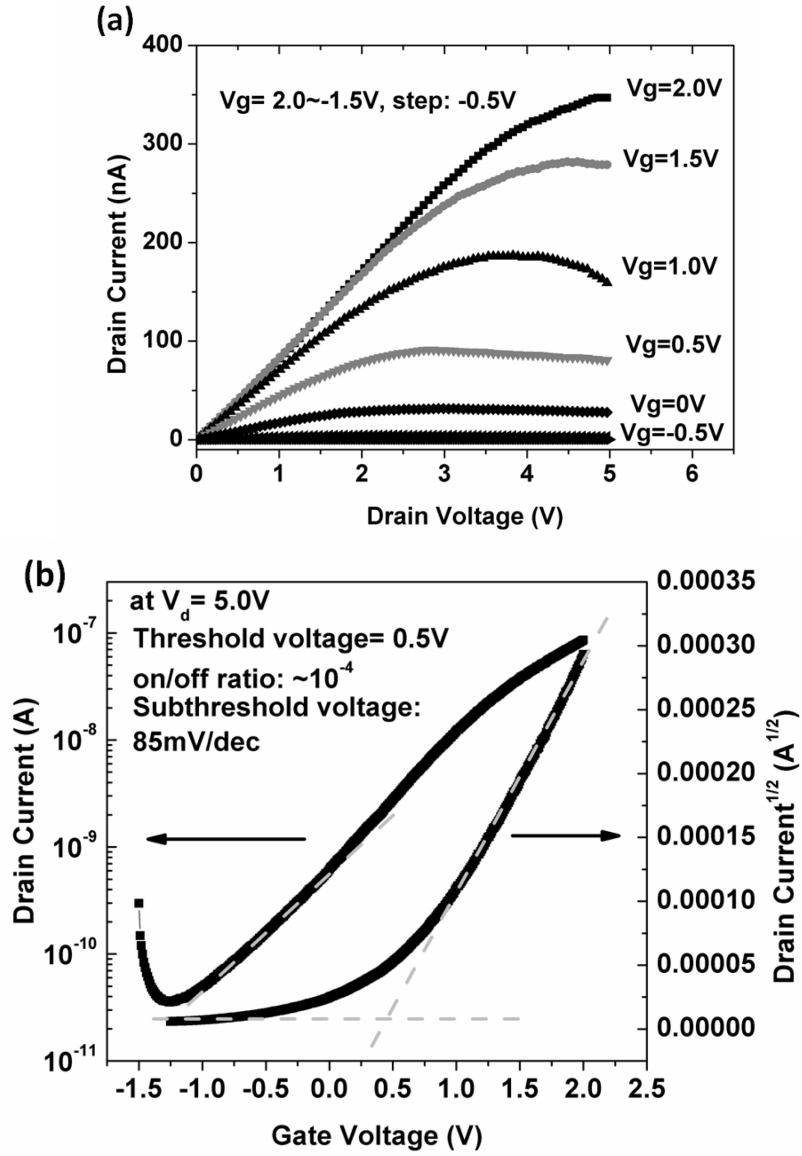 (a)
400
300
200
100
0
Drain Current (nA)
Vg= 2.0~-1.5V, step: -0.5V
Vg=2.0V
Vg=1.5V
Vg=1.0V
Vg=0.5V
Vg=0V
Vg=-0.5V
0 1 2 3 4 5 6
Drain Voltage (V)
(b)
at Vd= 5.0V
Threshold voltage= 0.5V
on/off ratio: ~10-4
Subthreshold voltage:
85mV/dec
10-7
10-8
10-9
10-10
10-11
Drain Current (A)
0.00035
0.00030
0.00025
0.00020
0.00015
0.00010
0.00005
0.00000
Drain Current1/2 (A1/2)
-1.5 -1.0 -0.5 0.0 0.5 1.0 1.5 2.0 2.5
Gate Voltage (V)